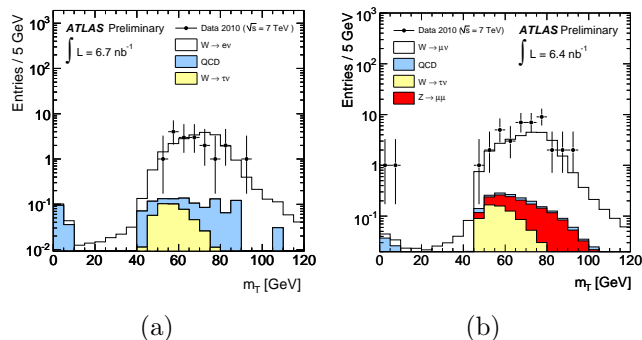 Entries / 5 GeV
10³
10²
10
1
10⁻¹
10⁻²
ATLAS Preliminary
∫ L = 6.7 nb⁻¹
Data 2010 (√s = 7 TeV)
W → eν
QCD
W → τν
0 20 40 60 80 100 120
m_T [GeV]
(a)
Entries / 5 GeV
10³
10²
10
1
10⁻¹
Data 2010 (√s = 7 TeV)
W → μν
QCD
W → τν
Z → μμ
ATLAS Preliminary
∫ L = 6.4 nb⁻¹
0 20 40 60 80 100 120
m_T [GeV]
(b)